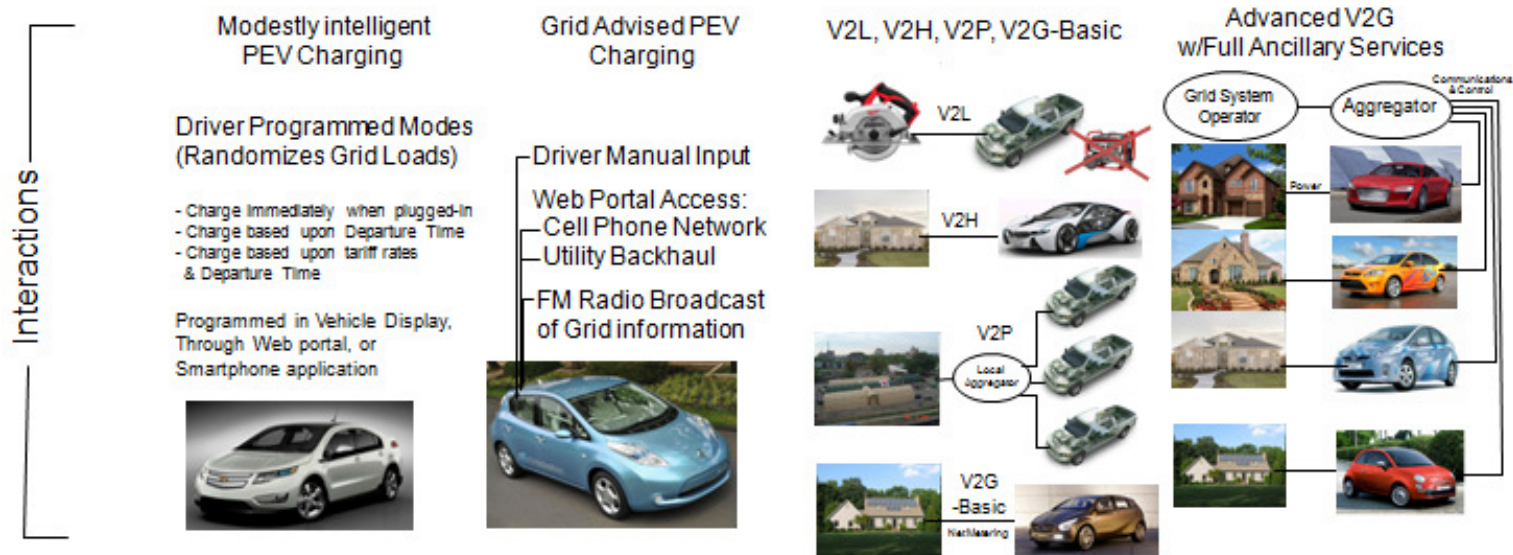 Interactions
Modestly intelligent
PEV Charging
Driver Programmed Modes
(Randomizes Grid Loads)
- Charge Immediately when plugged-in
- Charge based upon Departure Time
- Charge based upon tariff rates
& Departure Time
Programmed in Vehicle Display,
Through Web portal, or
Smartphone application
Grid Advised PEV
Charging
Driver Manual Input
Web Portal Access:
Cell Phone Network
Utility Backhaul
FM Radio Broadcast
of Grid information
V2L, V2H, V2P, V2G-Basic
V2L
V2H
V2P
Local
Aggregator
V2G
-Basic
Net Metering
Advanced V2G
w/Full Ancillary Services
Communications
& Control
Grid System
Operator
Aggregator
Power